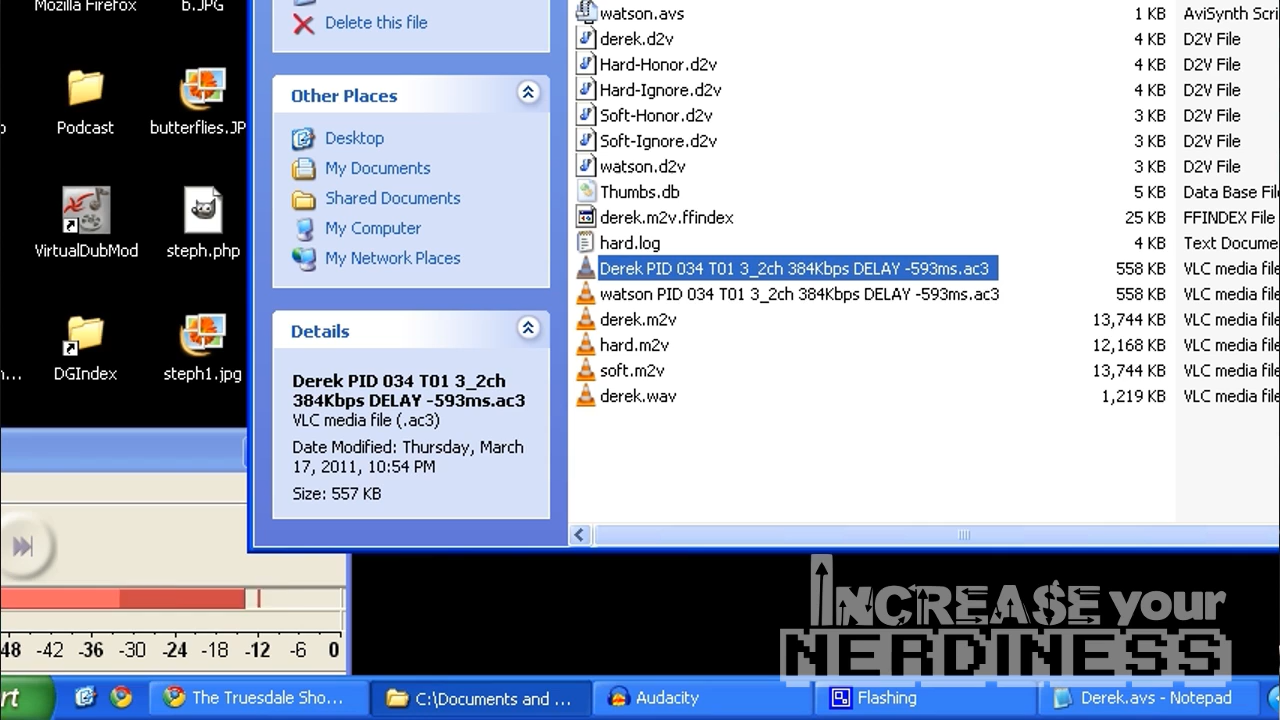 Mozilla Firefox
b.JPG
Podcast
butterflies.JP
VirtualDubMod
steph.php
...
DGIndex
steph1.jpg
Delete this file
Other Places
Desktop
My Documents
Shared Documents
My Computer
My Network Places
Details
Derek PID 034 T01 3_2ch
384Kbps DELAY -593ms.ac3
VLC media file (.ac3)
Date Modified: Thursday, March
17, 2011, 10:54 PM
Size: 557 KB
watson.avs 1 KB AviSynth Scri
derek.d2v 4 KB D2V File
Hard-Honor.d2v 4 KB D2V File
Hard-Ignore.d2v 4 KB D2V File
Soft-Honor.d2v 3 KB D2V File
Soft-Ignore.d2v 3 KB D2V File
watson.d2v 3 KB D2V File
Thumbs.db 5 KB Data Base File
derek.m2v.ffindex 25 KB FFINDEX File
hard.log 4 KB Text Docume
Derek PID 034 T01 3_2ch 384Kbps DELAY -593ms.ac3 558 KB VLC media file
watson PID 034 T01 3_2ch 384Kbps DELAY -593ms.ac3 558 KB VLC media file
derek.m2v 13,744 KB VLC media file
hard.m2v 12,168 KB VLC media file
soft.m2v 13,744 KB VLC media file
derek.wav 1,219 KB VLC media file
48 -42 -36 -30 -24 -18 -12 -6 0
INCREASE your
NERDINESS
rt
The Truesdale Sho...
C:\Documents and ...
Audacity
Flashing
Derek.avs - Notepad